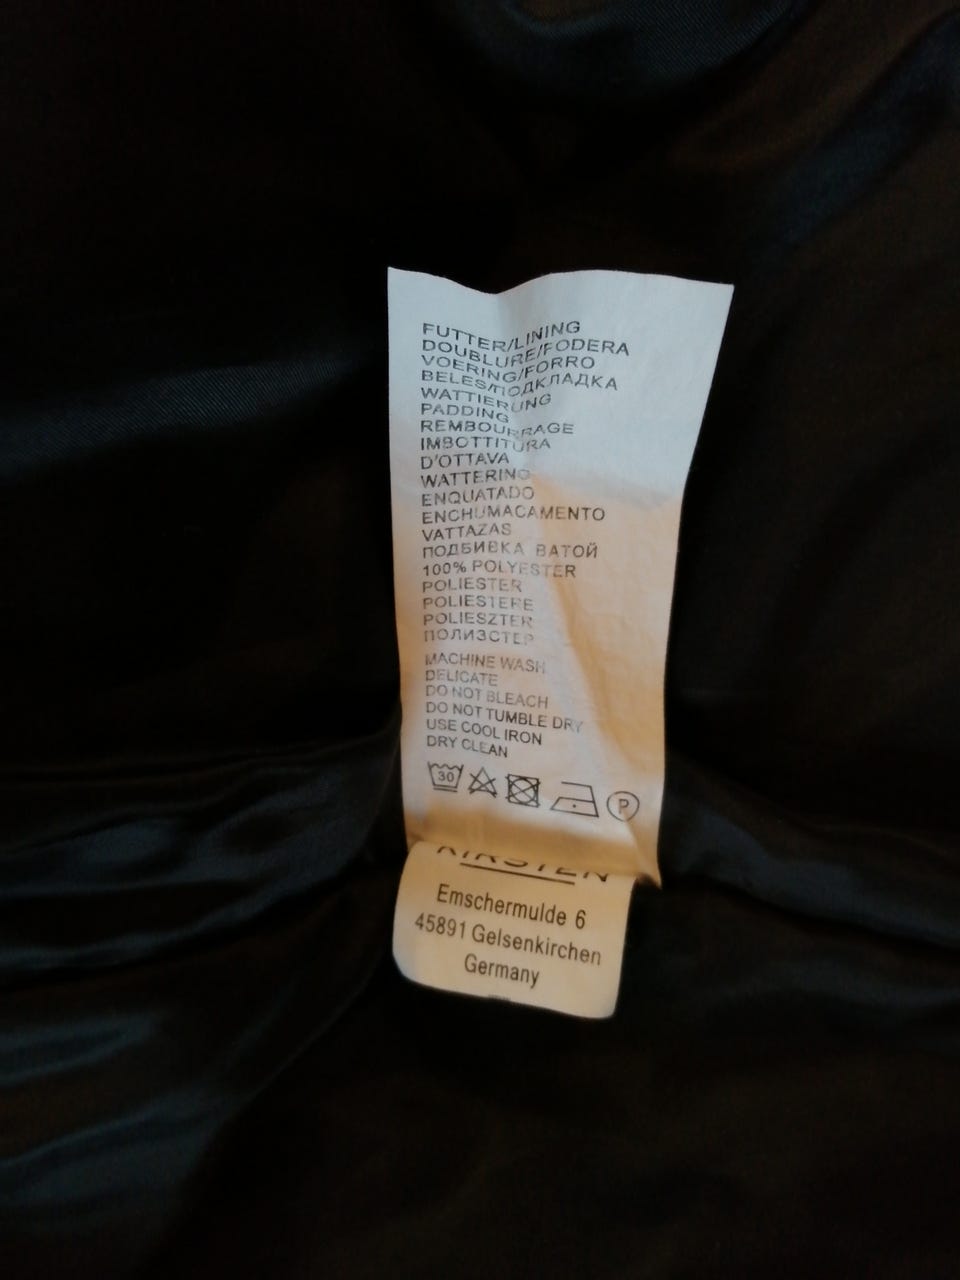 FUTTER/LINING
DOUBLURE/FODERA
VOERING/FORRO
BELES/ПОДКЛАДКА
WATTIERUNG
PADDING
REMBOURRAGE
IMBOTTITURA
D'OTTAVA
WATTERING
ENQUATADO
ENCHUMACAMENTO
VATTAZAS
ПОДБИВКА ВАТОЙ
100% POLYESTER
POLIESTER
POLIESTERE
POLIESZTER
ПОЛИЗСТЕР
MACHINE WASH
DELICATE
DO NOT BLEACH
DO NOT TUMBLE DRY
USE COOL IRON
DRY CLEAN
30 P
KIRSTEN
Emschermulde 6
45891 Gelsenkirchen
Germany